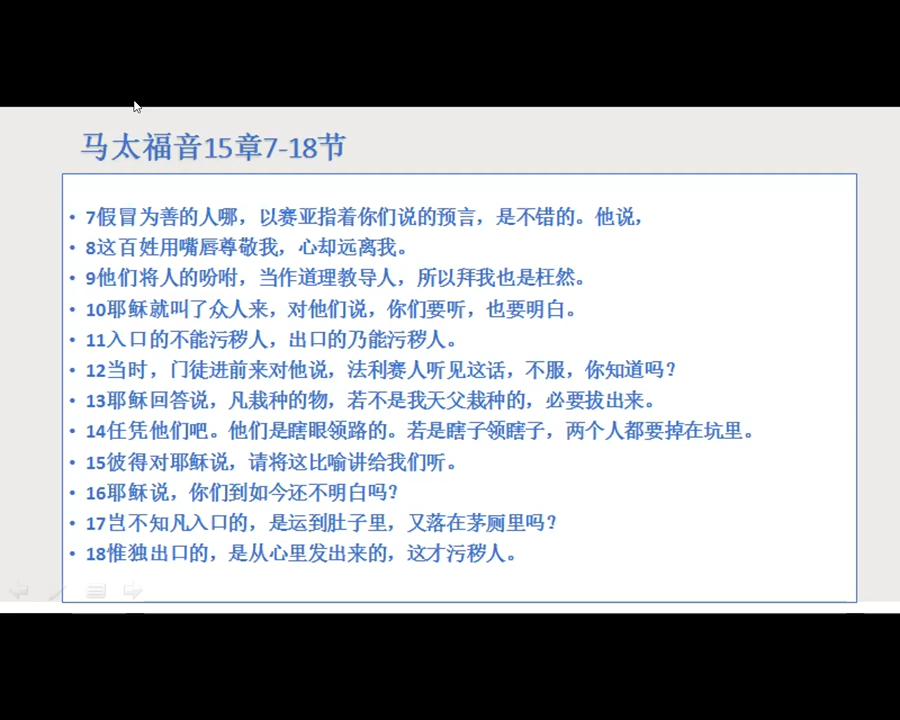 马太福音15章7-18节
• 7假冒为善的人哪，以赛亚指着你们说的预言，是不错的。他说，
• 8这百姓用嘴唇尊敬我，心却远离我。
• 9他们将人的吩咐，当作道理教导人，所以拜我也是枉然。
• 10耶稣就叫了众人来，对他们说，你们要听，也要明白。
• 11入口的不能污秽人，出口的乃能污秽人。
• 12当时，门徒进前来对他说，法利赛人听见这话，不服，你知道吗？
• 13耶稣回答说，凡栽种的物，若不是我天父栽种的，必要拔出来。
• 14任凭他们吧。他们是瞎眼领路的。若是瞎子领瞎子，两个人都要掉在坑里。
• 15彼得对耶稣说，请将这比喻讲给我们听。
• 16耶稣说，你们到如今还不明白吗？
• 17岂不知凡入口的，是运到肚子里，又落在茅厕里吗？
• 18惟独出口的，是从心里发出来的，这才污秽人。